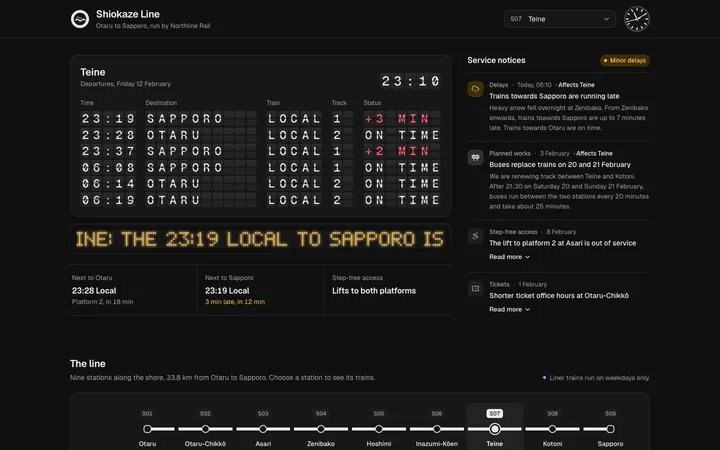 Shiokaze Line
Otaru to Sapporo, run by Northline Rail
S07 Teine
Teine
Departures, Friday 12 February
23:10
Time Destination Train Track Status
23:19 SAPPORO LOCAL 1 +3 MIN
23:28 OTARU LOCAL 2 ON TIME
23:37 SAPPORO LOCAL 1 +2 MIN
06:08 SAPPORO LOCAL 1 ON TIME
06:14 OTARU LOCAL 2 ON TIME
06:19 OTARU LOCAL 2 ON TIME
INE: THE 23:19 LOCAL TO SAPPORO IS
Next to Otaru
23:28 Local
Platform 2, in 18 min
Next to Sapporo
23:19 Local
3 min late, in 12 min
Step-free access
Lifts to both platforms
Service notices
Minor delays
Delays · Today, 06:10 · Affects Teine
Trains towards Sapporo are running late
Heavy snow fell overnight at Zenibako. From Zenibako
onwards, trains towards Sapporo are up to 7 minutes
late. Trains towards Otaru are on time.
Planned works · 3 February · Affects Teine
Buses replace trains on 20 and 21 February
We are renewing track between Teine and Kotoni.
After 21:30 on Saturday 20 and Sunday 21 February,
buses run between the two stations every 20 minutes
and take about 25 minutes.
Step-free access · 8 February
The lift to platform 2 at Asari is out of service
Read more
Tickets · 1 February
Shorter ticket office hours at Otaru-Chikkō
Read more
The line
Nine stations along the shore, 33.8 km from Otaru to Sapporo. Choose a station to see its trains.
Liner trains run on weekdays only.
S01 S02 S03 S04 S05 S06 S07 S08 S09
Otaru Otaru-Chikkō Asari Zenibako Hoshimi Inazumi-Kōen Teine Kotoni Sapporo